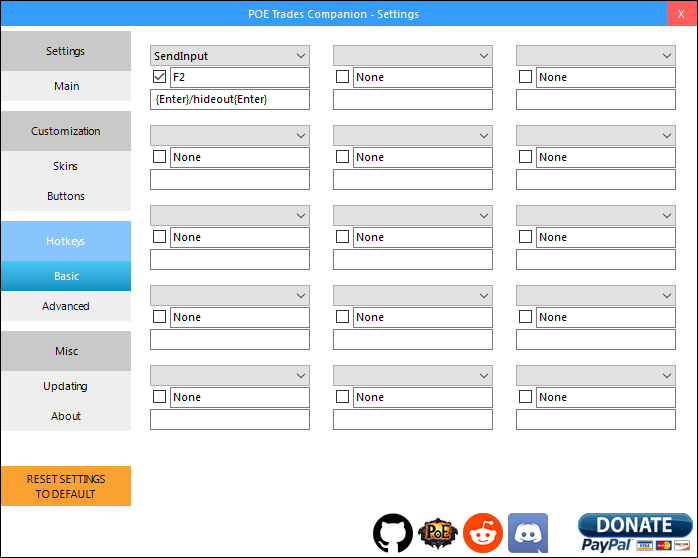 POE Trades Companion - Settings
X
Settings
Main
Customization
Skins
Buttons
Hotkeys
Basic
Advanced
Misc
Updating
About
RESET SETTINGS
TO DEFAULT
SendInput
F2
None
None
{Enter}/hideout{Enter}
None
None
None
None
None
None
None
None
None
None
None
None
PoE
DONATE
PayPal
VISA